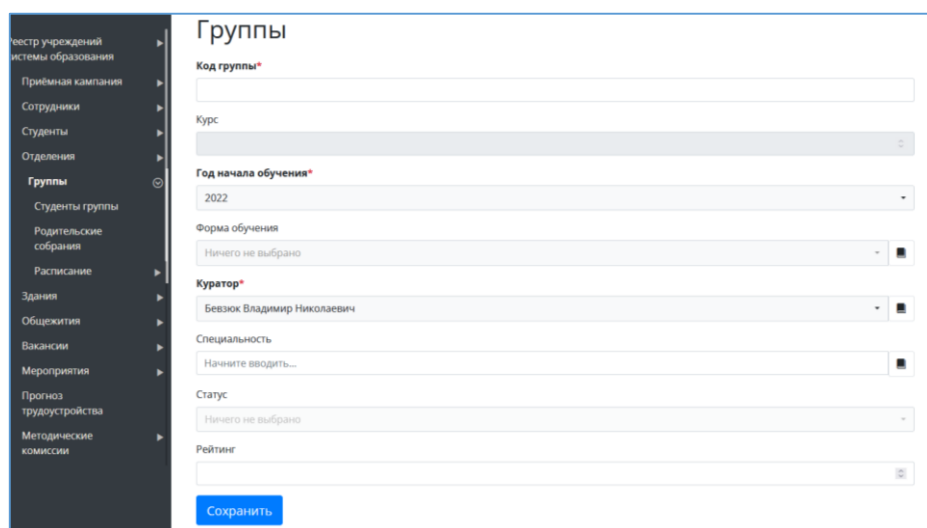 Реестр учреждений
системы образования
Приёмная кампания
Сотрудники
Студенты
Отделения
Группы
Студенты группы
Родительские
собрания
Расписание
Здания
Общежития
Вакансии
Мероприятия
Прогноз
трудоустройства
Методические
комиссии
Группы
Код группы*
Курс
Год начала обучения*
2022
Форма обучения
Ничего не выбрано
Куратор*
Бевзюк Владимир Николаевич
Специальность
Начните вводить...
Статус
Ничего не выбрано
Рейтинг
Сохранить